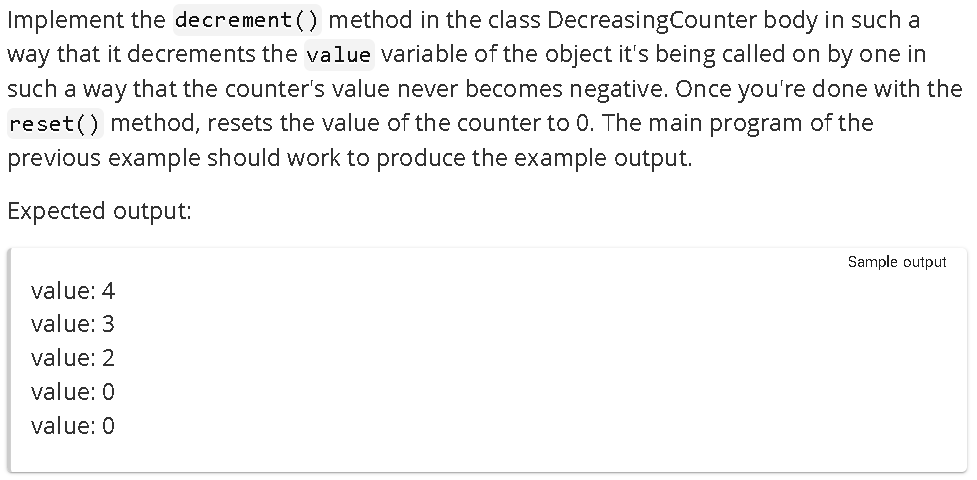 Implement the decrement() method in the class DecreasingCounter body in such a
way that it decrements the value variable of the object it's being called on by one in
such a way that the counter's value never becomes negative. Once you're done with the
reset() method, resets the value of the counter to 0. The main program of the
previous example should work to produce the example output.
Expected output:
Sample output
value: 4
value: 3
value: 2
value: 0
value: 0